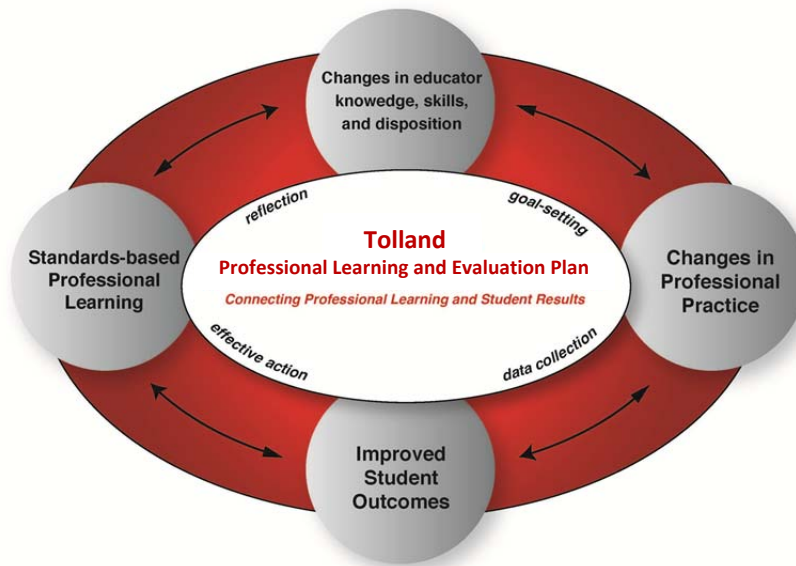 Changes in educator
knowedge, skills,
and disposition
reflection
goal-setting
Tolland
Professional Learning and Evaluation Plan
Connecting Professional Learning and Student Results
Standards-based
Professional
Learning
Changes in
Professional
Practice
effective action
data collection
Improved
Student
Outcomes